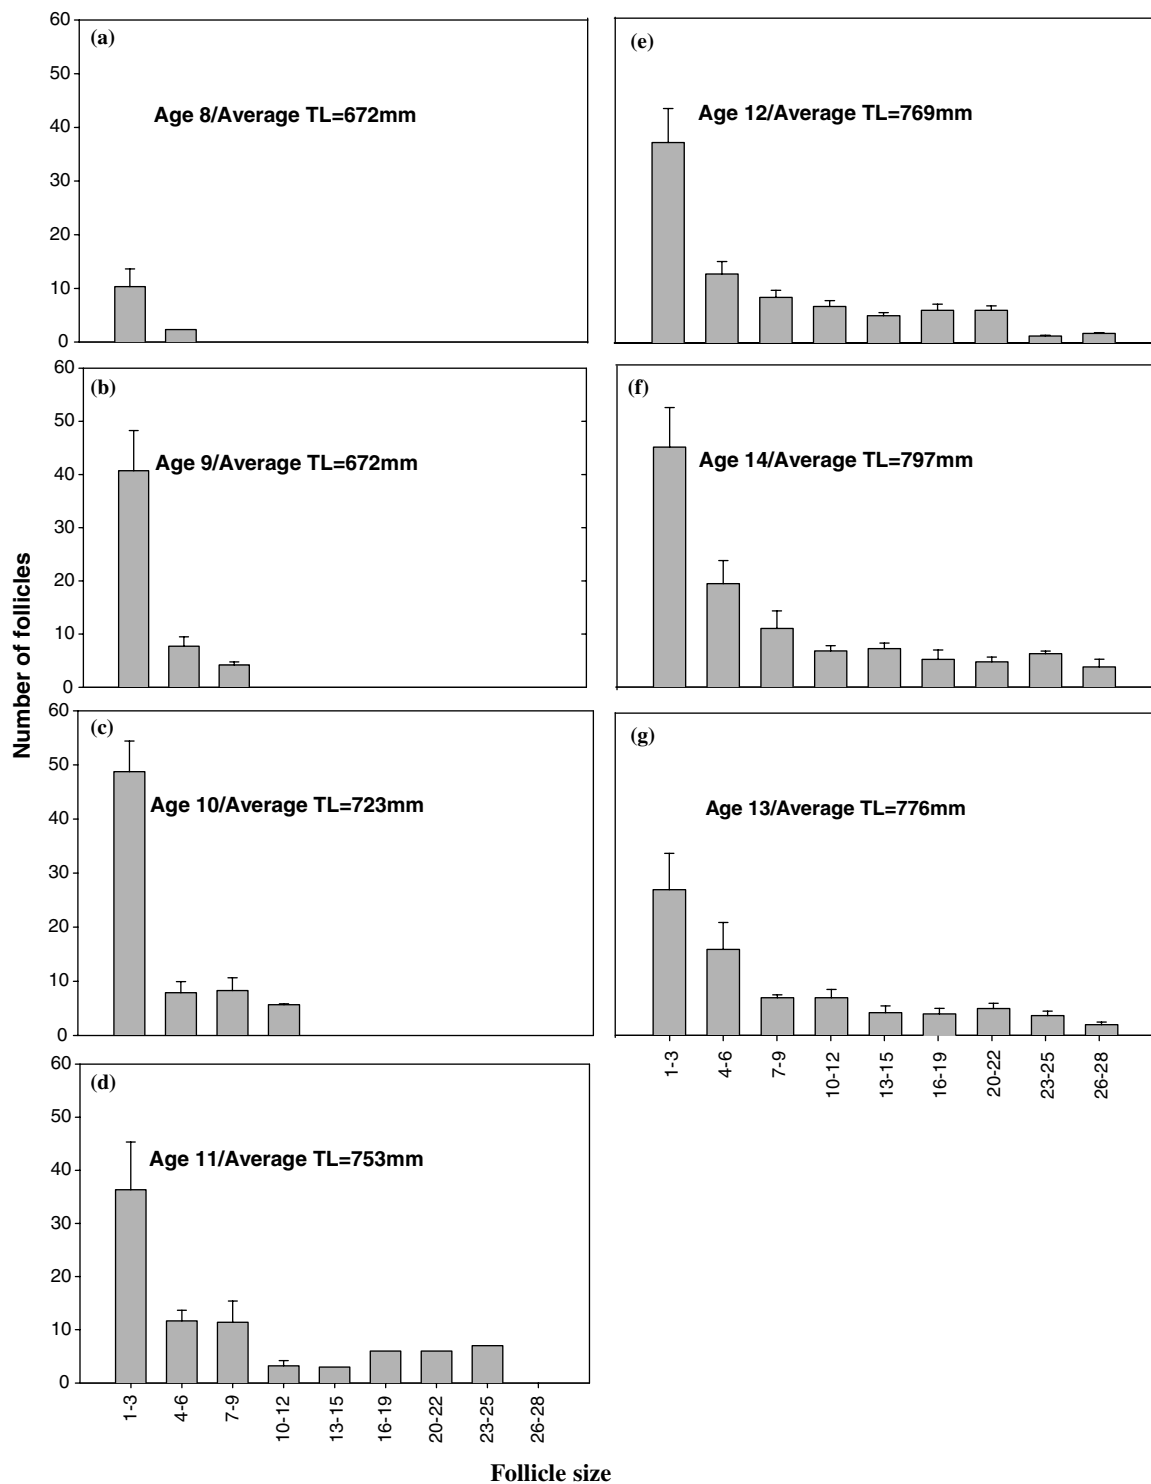 Number of follicles
(a)
Age 8/Average TL=672mm
60
50
40
30
20
10
0
(b)
Age 9/Average TL=672mm
60
50
40
30
20
10
0
(c)
Age 10/Average TL=723mm
60
50
40
30
20
10
0
(d)
Age 11/Average TL=753mm
60
50
40
30
20
10
0
1-3
4-6
7-9
10-12
13-15
16-19
20-22
23-25
26-28
(e)
Age 12/Average TL=769mm
(f)
Age 14/Average TL=797mm
(g)
Age 13/Average TL=776mm
1-3
4-6
7-9
10-12
13-15
16-19
20-22
23-25
26-28
Follicle size